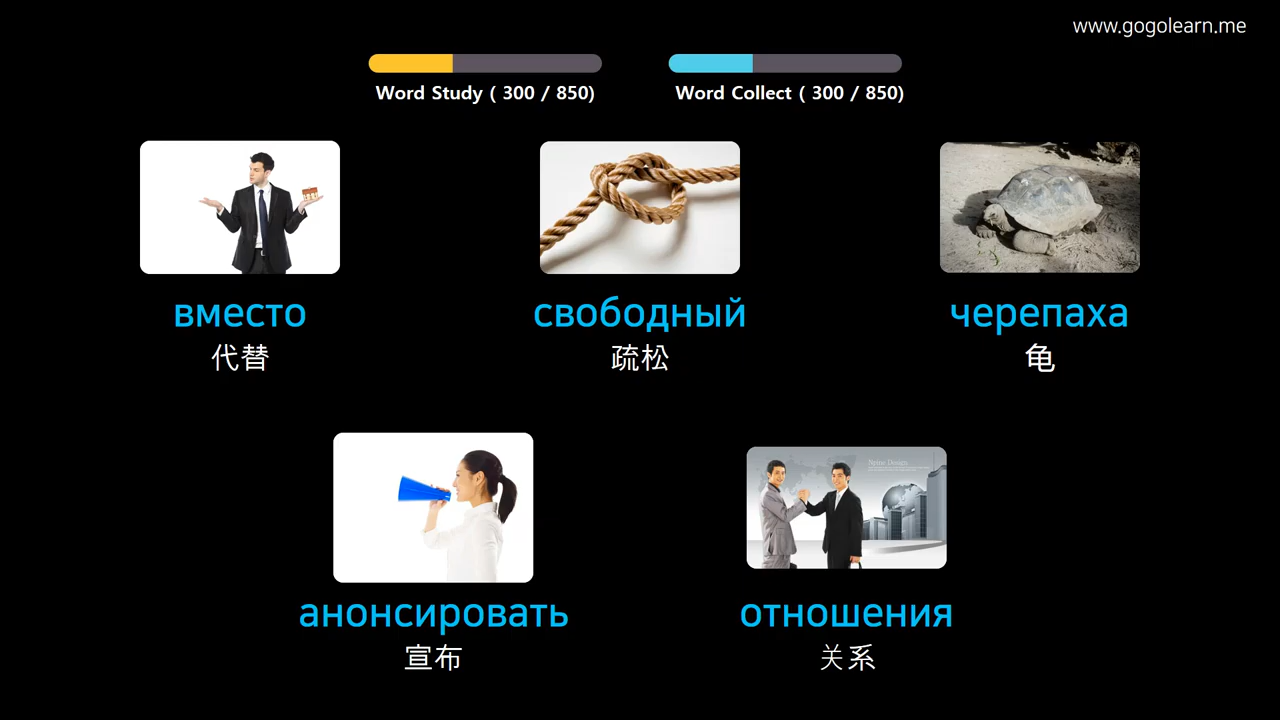 www.gogolearn.me
Word Study ( 300 / 850)
Word Collect ( 300 / 850)
вместо
代替
свободный
疏松
черепаха
龟
анонсировать
宣布
отношения
关系